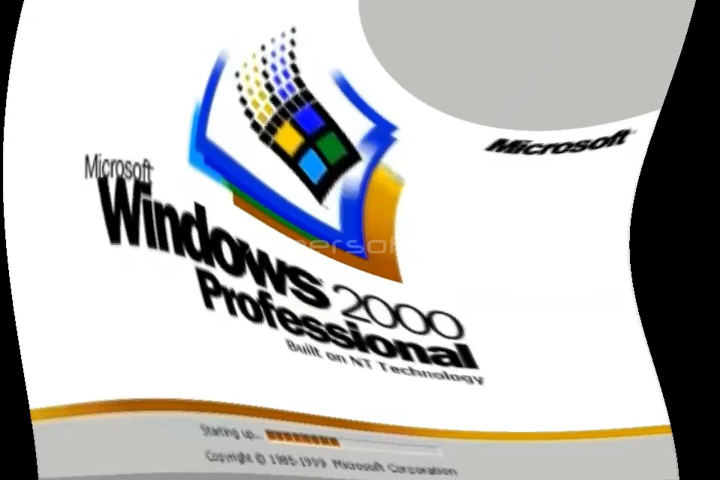 Microsoft
Microsoft
Windows 2000
Professional
Built on NT Technology
Starting up...
Copyright © 1985-1999 Microsoft Corporation